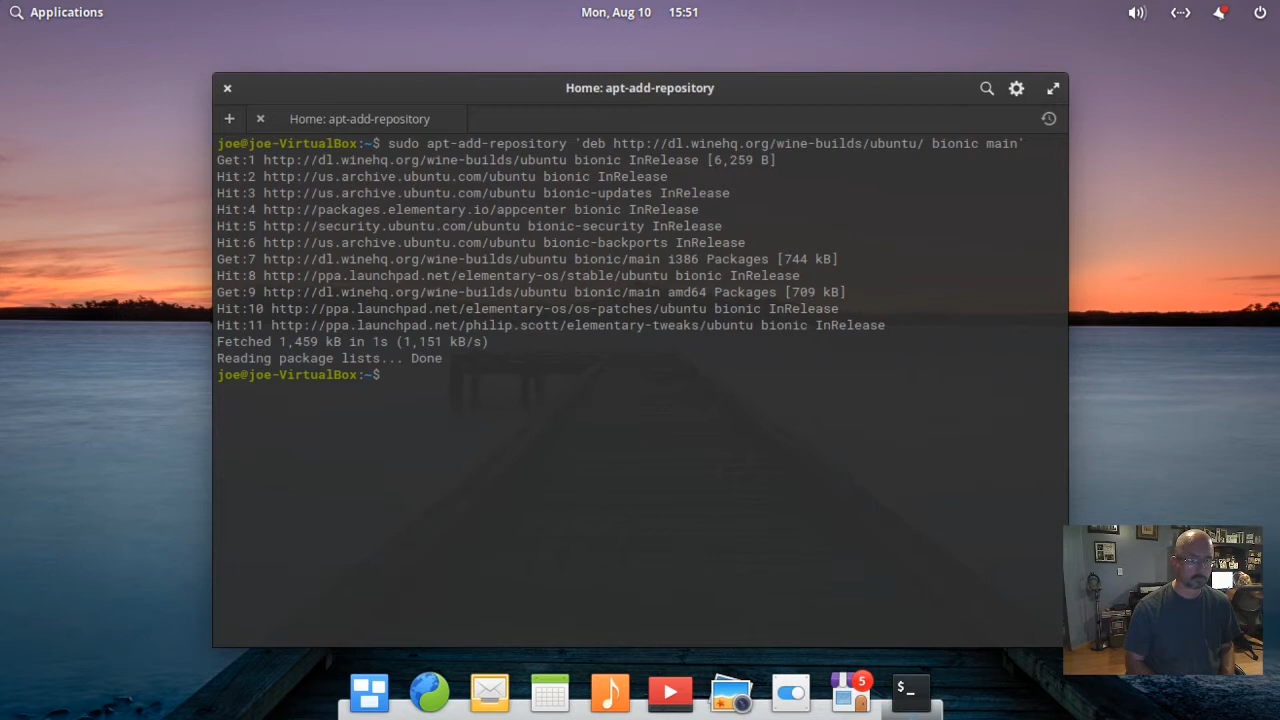 Applications
Mon, Aug 10 15:51
Home: apt-add-repository
Home: apt-add-repository
joe@joe-VirtualBox:~$ sudo apt-add-repository 'deb http://dl.winehq.org/wine-builds/ubuntu/ bionic main'
Get:1 http://dl.winehq.org/wine-builds/ubuntu bionic InRelease [6,259 B]
Hit:2 http://us.archive.ubuntu.com/ubuntu bionic InRelease
Hit:3 http://us.archive.ubuntu.com/ubuntu bionic-updates InRelease
Hit:4 http://packages.elementary.io/appcenter bionic InRelease
Hit:5 http://security.ubuntu.com/ubuntu bionic-security InRelease
Hit:6 http://us.archive.ubuntu.com/ubuntu bionic-backports InRelease
Get:7 http://dl.winehq.org/wine-builds/ubuntu bionic/main i386 Packages [744 kB]
Hit:8 http://ppa.launchpad.net/elementary-os/stable/ubuntu bionic InRelease
Get:9 http://dl.winehq.org/wine-builds/ubuntu bionic/main amd64 Packages [709 kB]
Hit:10 http://ppa.launchpad.net/elementary-os/os-patches/ubuntu bionic InRelease
Hit:11 http://ppa.launchpad.net/philip.scott/elementary-tweaks/ubuntu bionic InRelease
Fetched 1,459 kB in 1s (1,151 kB/s)
Reading package lists... Done
joe@joe-VirtualBox:~$
5